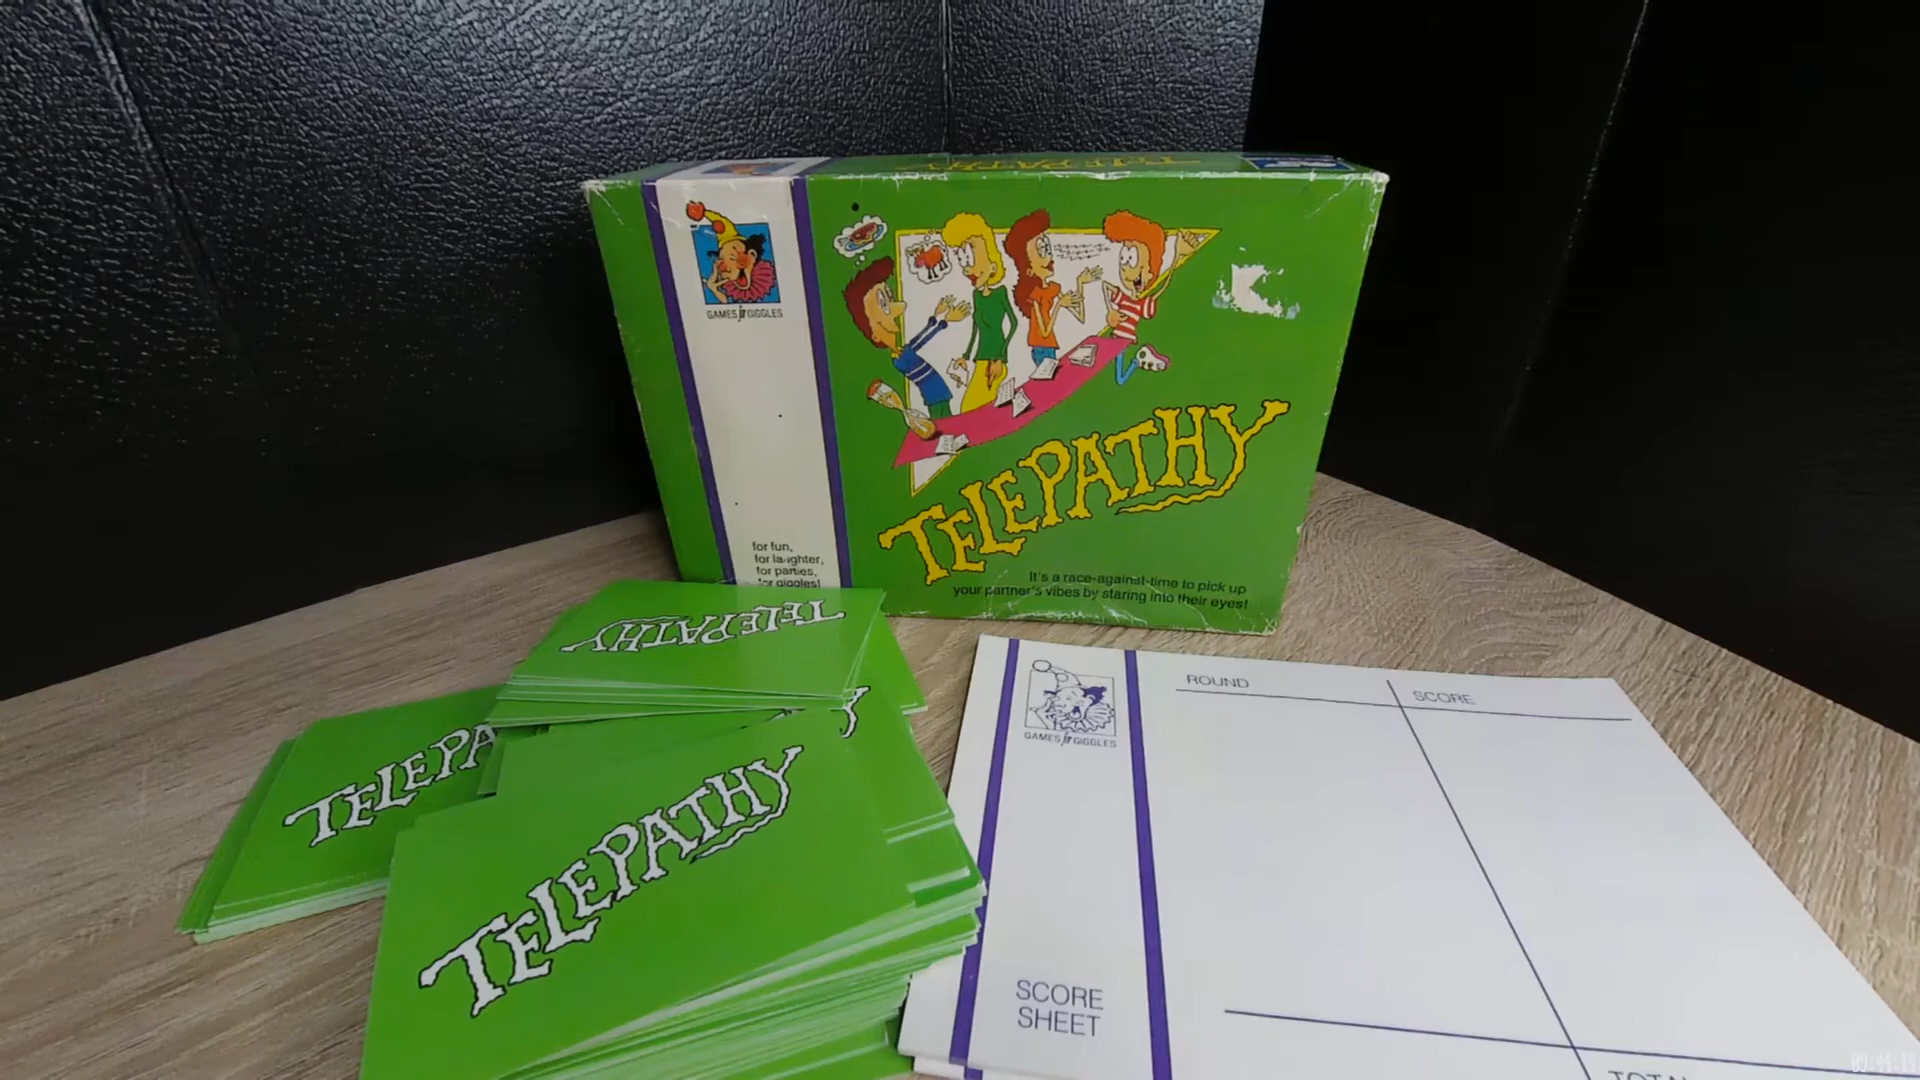 TELEPATHY
GAMES for GIGGLES
TELEPATHY
for fun,
for laughter,
for parties,
for giggles!
It's a race-against-time to pick up
your partner's vibes by staring into their eyes!
TELEPATHY
TELEPA
TELEPATHY
GAMES for GIGGLES
ROUND
SCORE
SCORE
SHEET